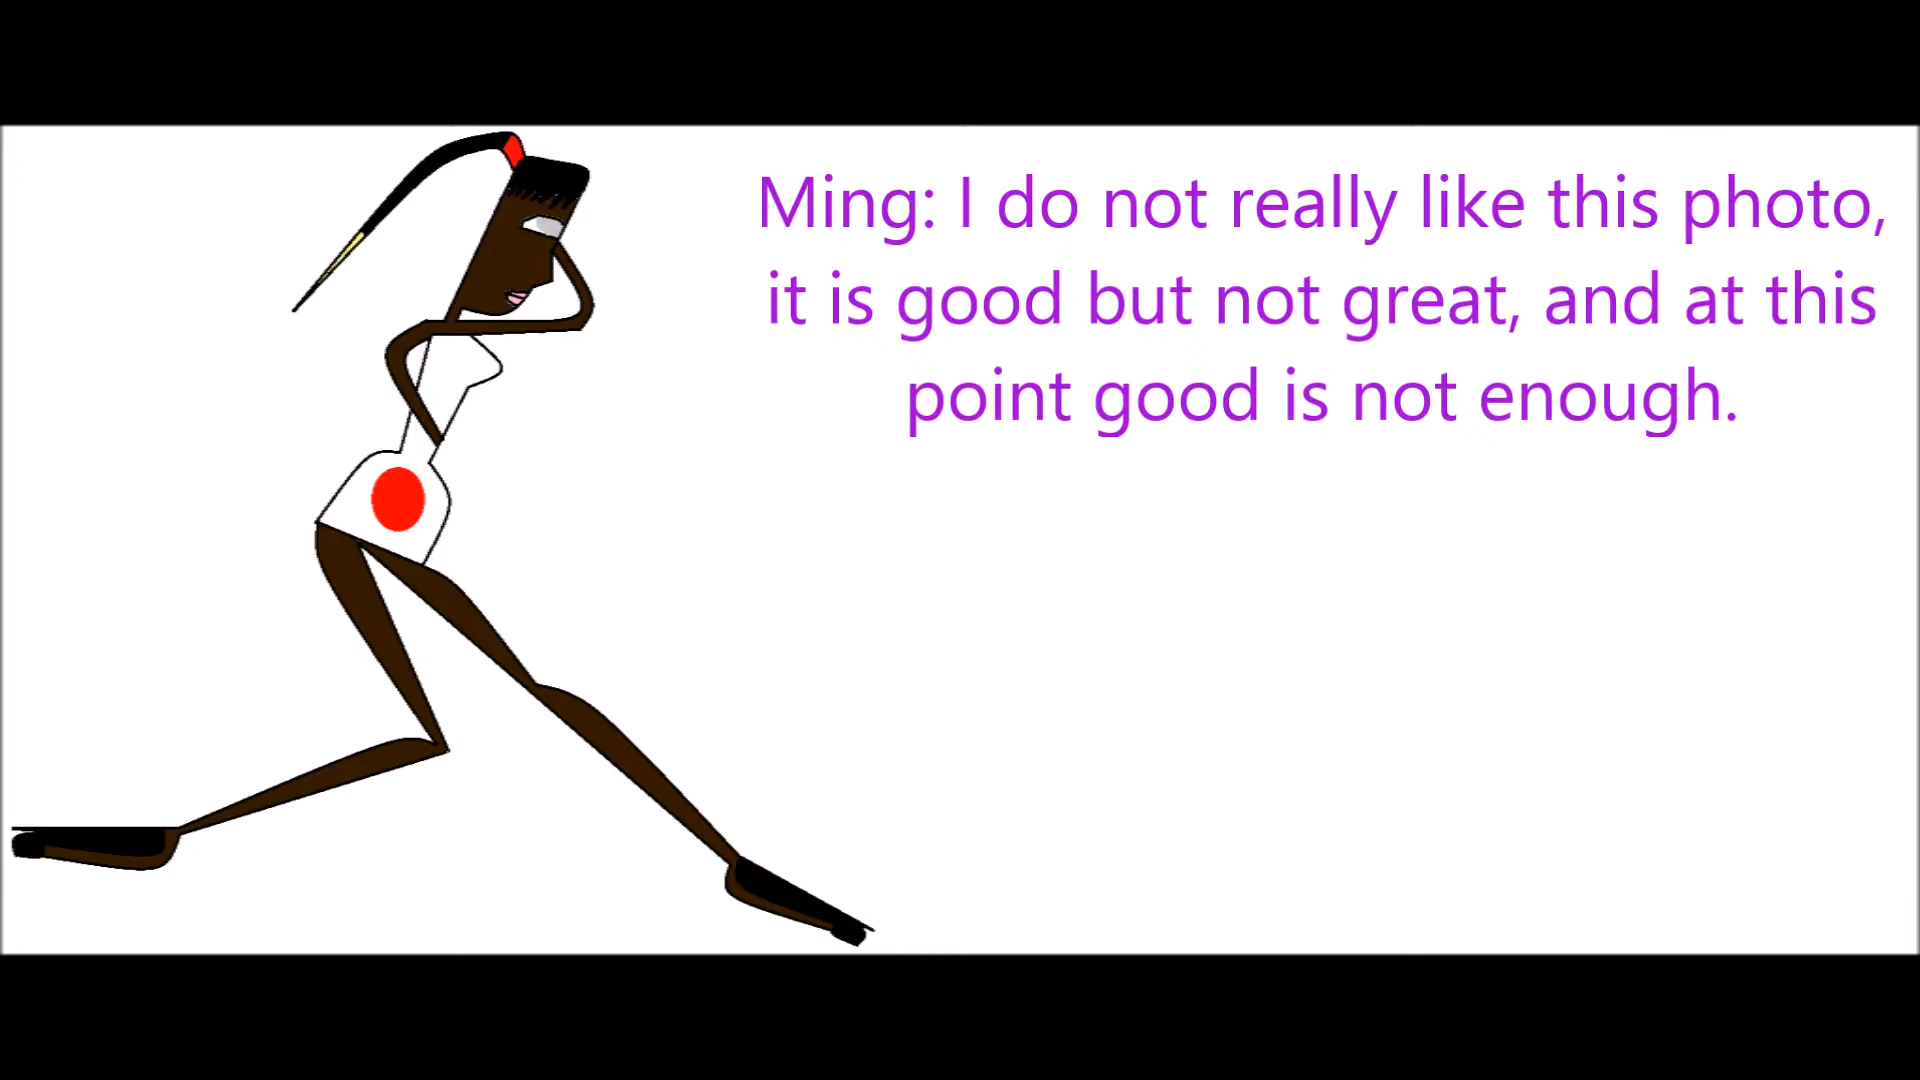 Ming: I do not really like this photo,
it is good but not great, and at this
point good is not enough.